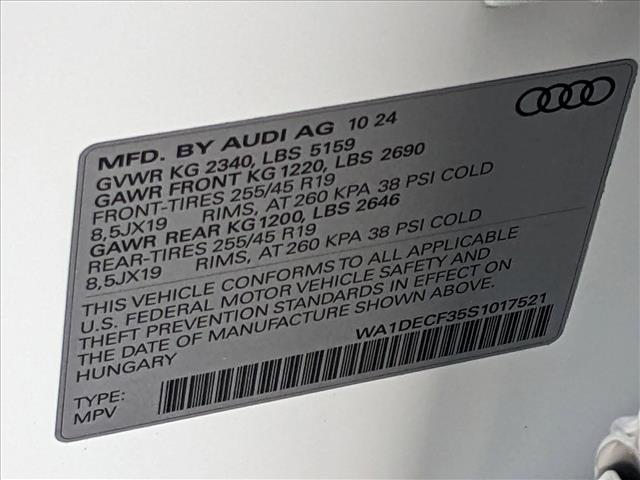 MFD. BY AUDI AG 10 24
GVWR KG 2340, LBS 5159
GAWR FRONT KG 1220, LBS 2690
FRONT-TIRES 255/45 R19
8,5JX19 RIMS, AT 260 KPA 38 PSI COLD
GAWR REAR KG 1200, LBS 2646
REAR-TIRES 255/45 R19
8,5JX19 RIMS, AT 260 KPA 38 PSI COLD
THIS VEHICLE CONFORMS TO ALL APPLICABLE
U.S. FEDERAL MOTOR VEHICLE SAFETY AND
THEFT PREVENTION STANDARDS IN EFFECT ON
THE DATE OF MANUFACTURE SHOWN ABOVE.
HUNGARY WA1DECF35S1017521
TYPE:
MPV